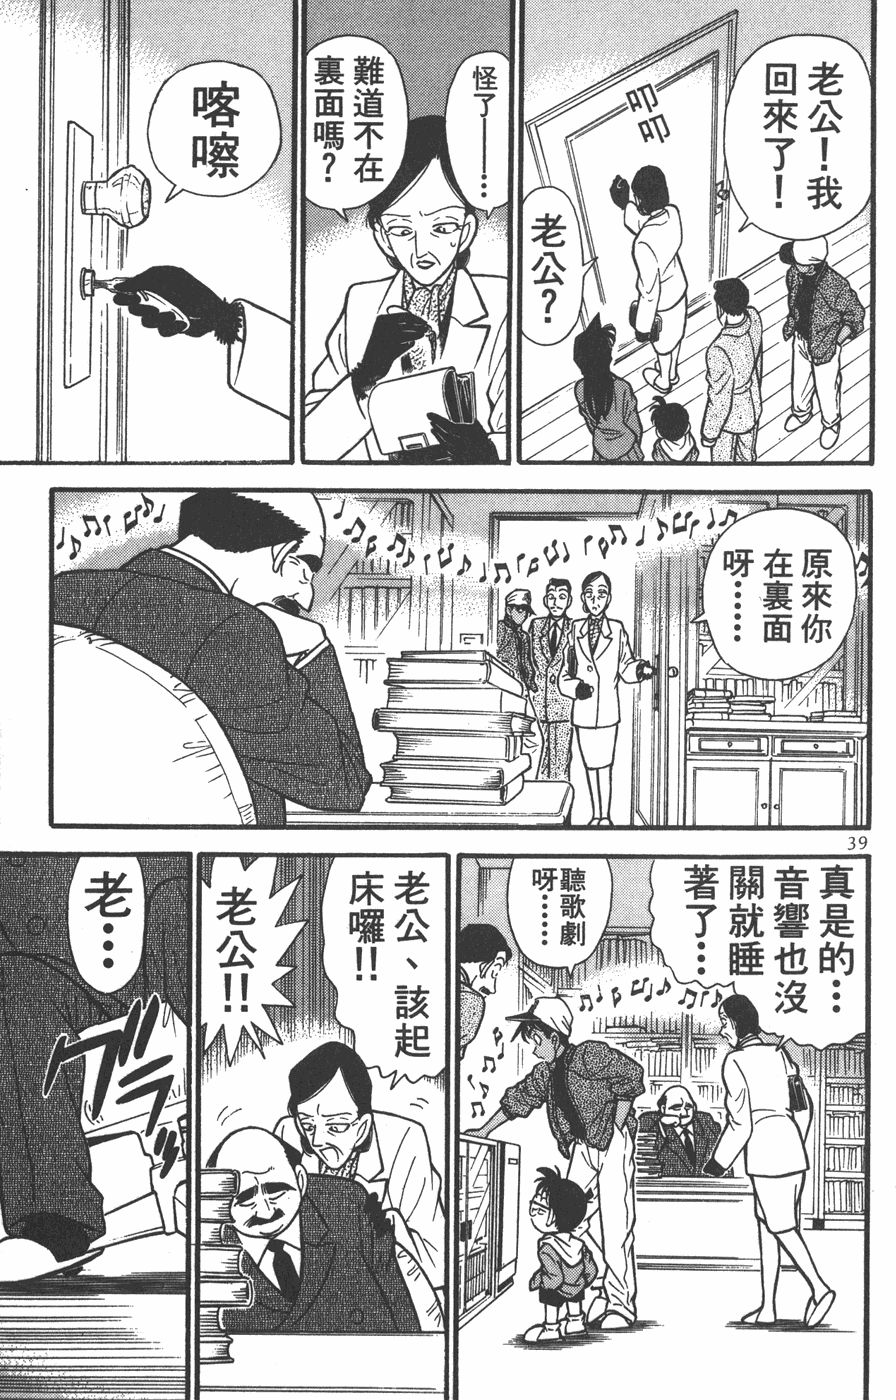 老公！我
回來了！
叩
叩
老公？
怪了——…
難道不在
裏面嗎？
喀嚓
原來你
在裏面
呀……
39
真是的…
音響也沒
關就睡
著了…
聽歌劇
呀……
老公、該起
床囉!!
老公!!
老…
グラ